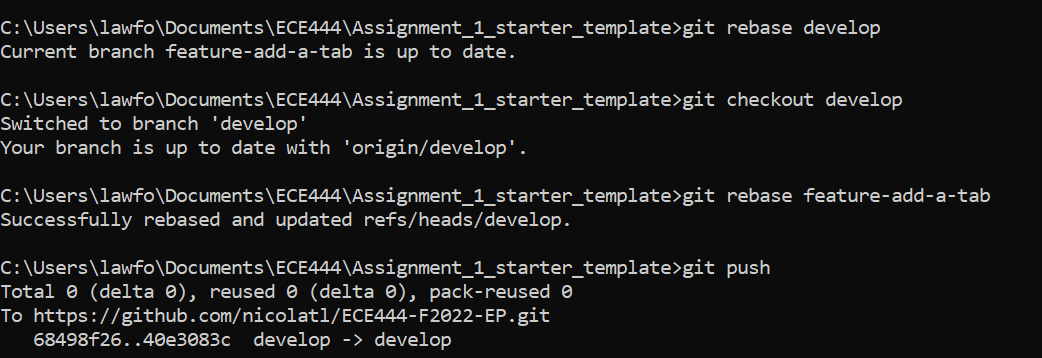 C:\Users\lawfo\Documents\ECE444\Assignment_1_starter_template>git rebase develop
Current branch feature-add-a-tab is up to date.
C:\Users\lawfo\Documents\ECE444\Assignment_1_starter_template>git checkout develop
Switched to branch 'develop'
Your branch is up to date with 'origin/develop'.
C:\Users\lawfo\Documents\ECE444\Assignment_1_starter_template>git rebase feature-add-a-tab
Successfully rebased and updated refs/heads/develop.
C:\Users\lawfo\Documents\ECE444\Assignment_1_starter_template>git push
Total 0 (delta 0), reused 0 (delta 0), pack-reused 0
To https://github.com/nicolatl/ECE444-F2022-EP.git
   68498f26..40e3083c  develop -> develop